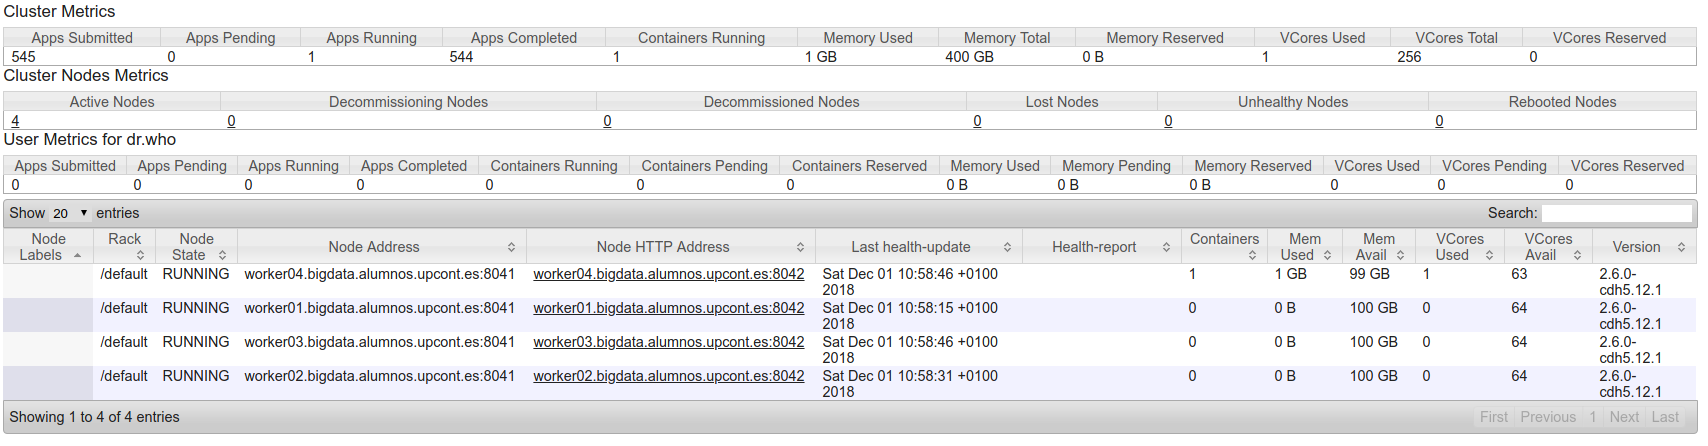 Cluster Metrics
Apps Submitted Apps Pending Apps Running Apps Completed Containers Running Memory Used Memory Total Memory Reserved VCores Used VCores Total VCores Reserved
545 0 1 544 1 1 GB 400 GB 0 B 1 256 0
Cluster Nodes Metrics
Active Nodes Decommissioning Nodes Decommissioned Nodes Lost Nodes Unhealthy Nodes Rebooted Nodes
4 0 0 0 0 0
User Metrics for dr.who
Apps Submitted Apps Pending Apps Running Apps Completed Containers Running Containers Pending Containers Reserved Memory Used Memory Pending Memory Reserved VCores Used VCores Pending VCores Reserved
0 0 0 0 0 0 0 0 B 0 B 0 B 0 0 0
Show 20 entries Search:
Node Rack Node Node Address Node HTTP Address Last health-update Health-report Containers Mem Mem VCores VCores Version
Labels State Used Avail Used Avail
/default RUNNING worker04.bigdata.alumnos.upcont.es:8041 worker04.bigdata.alumnos.upcont.es:8042 Sat Dec 01 10:58:46 +0100 1 1 GB 99 GB 1 63 2.6.0-
2018 cdh5.12.1
/default RUNNING worker01.bigdata.alumnos.upcont.es:8041 worker01.bigdata.alumnos.upcont.es:8042 Sat Dec 01 10:58:15 +0100 0 0 B 100 GB 0 64 2.6.0-
2018 cdh5.12.1
/default RUNNING worker03.bigdata.alumnos.upcont.es:8041 worker03.bigdata.alumnos.upcont.es:8042 Sat Dec 01 10:58:46 +0100 0 0 B 100 GB 0 64 2.6.0-
2018 cdh5.12.1
/default RUNNING worker02.bigdata.alumnos.upcont.es:8041 worker02.bigdata.alumnos.upcont.es:8042 Sat Dec 01 10:58:31 +0100 0 0 B 100 GB 0 64 2.6.0-
2018 cdh5.12.1
Showing 1 to 4 of 4 entries First Previous 1 Next Last